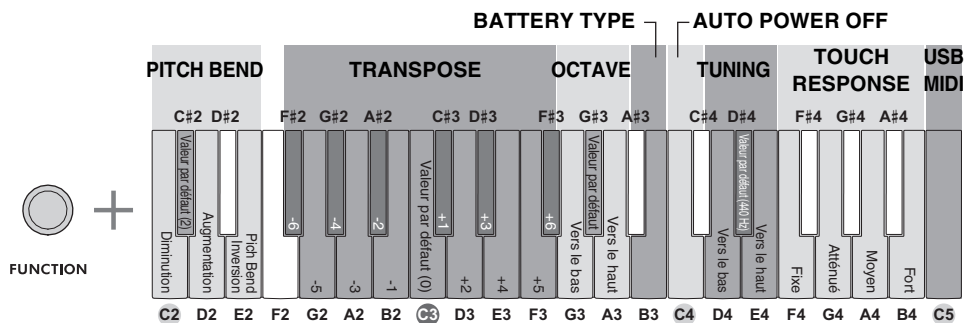 BATTERY TYPE
AUTO POWER OFF
PITCH BEND
TRANSPOSE
OCTAVE
TUNING
TOUCH
RESPONSE
USB
MIDI
C♯2 D♯2 F♯2 G♯2 A♯2 C♯3 D♯3 F♯3 G♯3 A♯3 C♯4 D♯4 F♯4 G♯4 A♯4
Diminution
Valeur par défaut (2)
Augmentation
Pich Bend
Inversion
-6
-5
-4
-3
-2
-1
Valeur par défaut (0)
+1
+2
+3
+4
+5
+6
Vers le bas
Valeur par défaut
Vers le haut
Vers le bas
Valeur par défaut (440 Hz)
Vers le haut
Fixe
Atténué
Moyen
Fort
FUNCTION
C2 D2 E2 F2 G2 A2 B2 C3 D3 E3 F3 G3 A3 B3 C4 D4 E4 F4 G4 A4 B4 C5